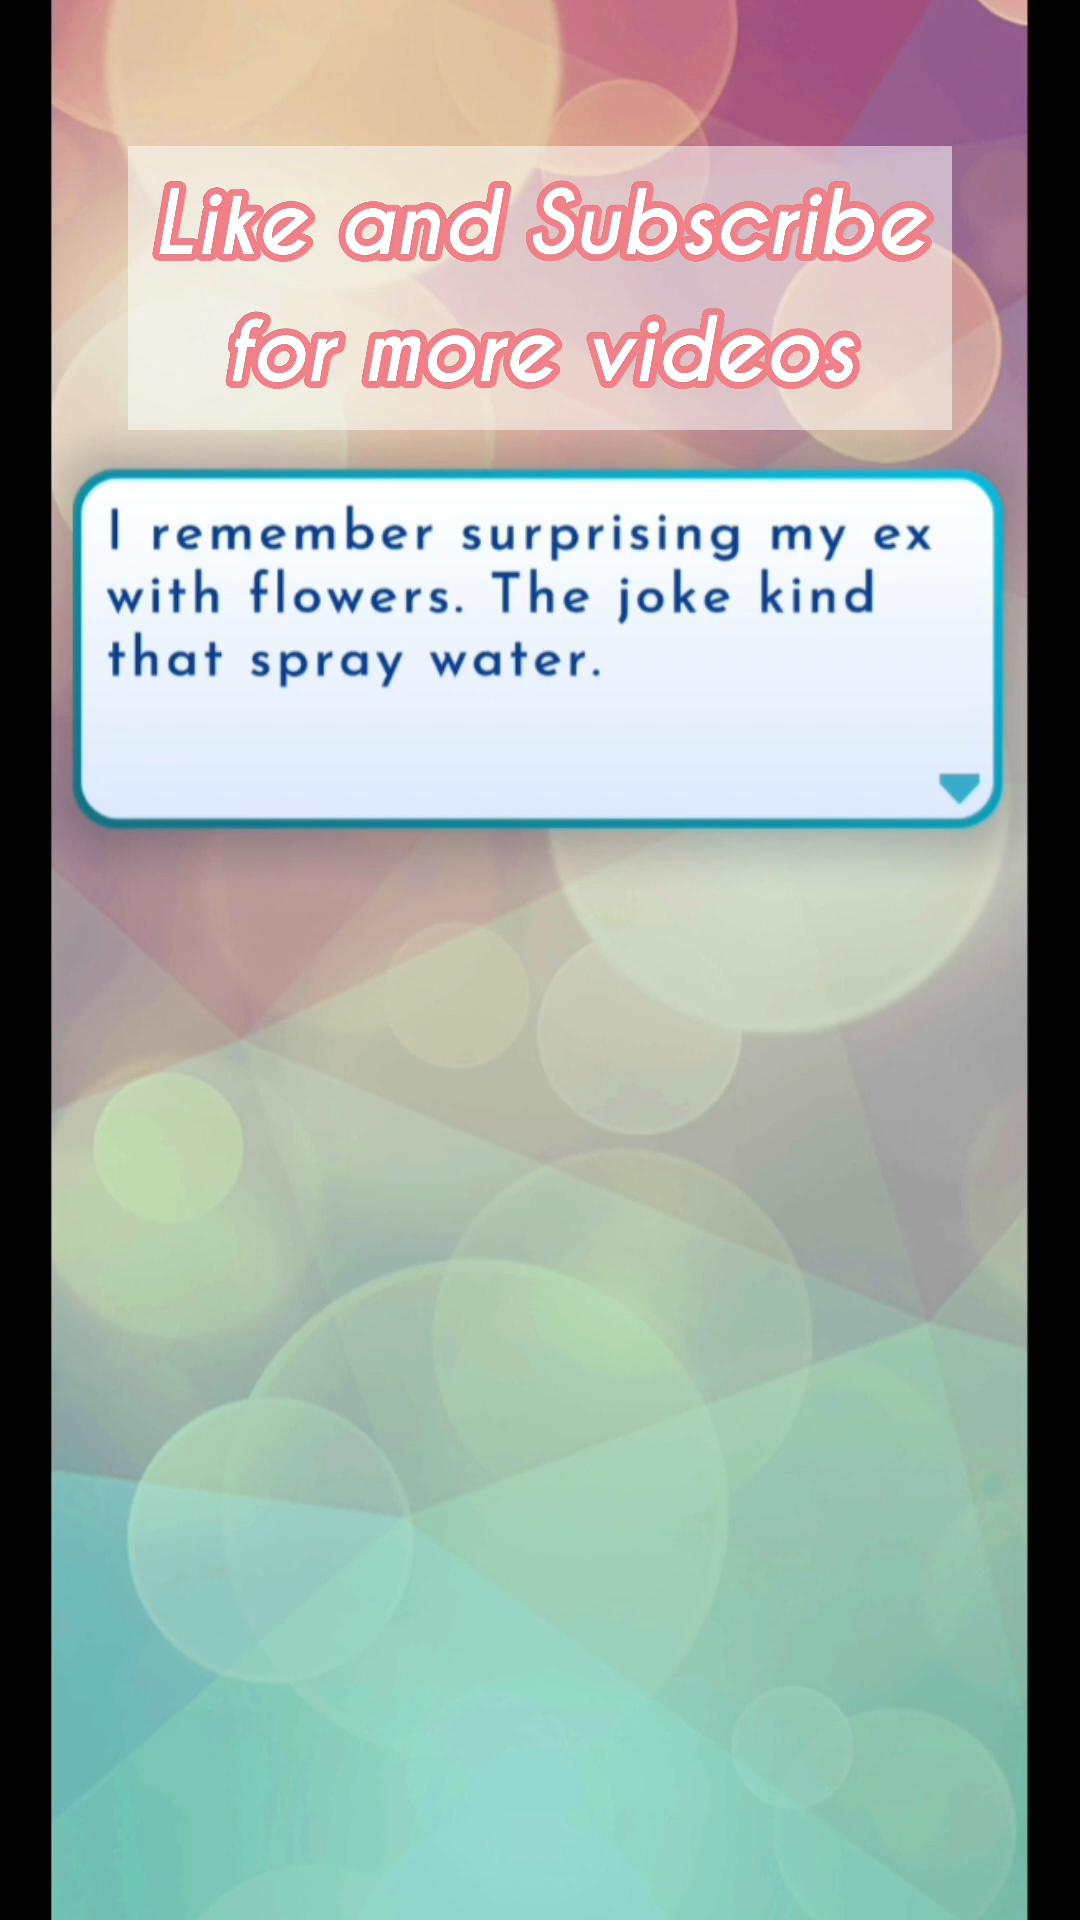 Like and Subscribe
for more videos
I remember surprising my ex
with flowers. The joke kind
that spray water.